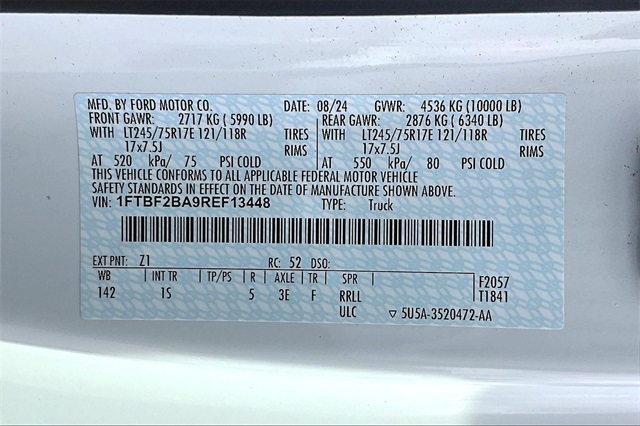 MFD. BY FORD MOTOR CO. DATE: 08/24 GVWR: 4536 KG (10000 LB)
FRONT GAWR: 2717 KG ( 5990 LB) REAR GAWR: 2876 KG ( 6340 LB)
WITH LT245/75R17E 121/118R TIRES WITH LT245/75R17E 121/118R TIRES
17x7.5J RIMS 17x7.5J RIMS
AT 520 kPa/ 75 PSI COLD AT 550 kPa/ 80 PSI COLD
THIS VEHICLE CONFORMS TO ALL APPLICABLE FEDERAL MOTOR VEHICLE
SAFETY STANDARDS IN EFFECT ON THE DATE OF MANUFACTURE SHOWN ABOVE.
VIN: 1FTBF2BA9REF13448 TYPE: Truck
EXT PNT: Z1 RC: 52 DSO:
WB INT TR TP/PS R AXLE TR SPR F2057
142 1S 5 3E F RRLL T1841
ULC ▽ 5U5A-3520472-AA